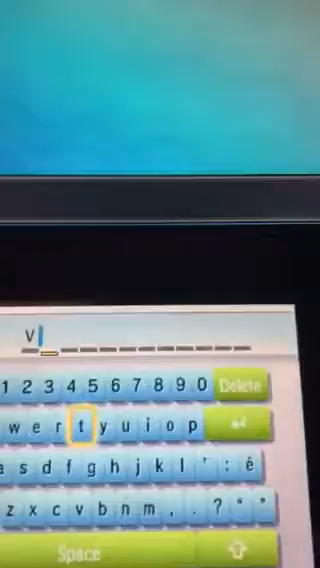 V
1 2 3 4 5 6 7 8 9 0 Delete
w e r t y u i o p
a s d f g h j k l ' : é
z x c v b n m , . ? “ ”
Space